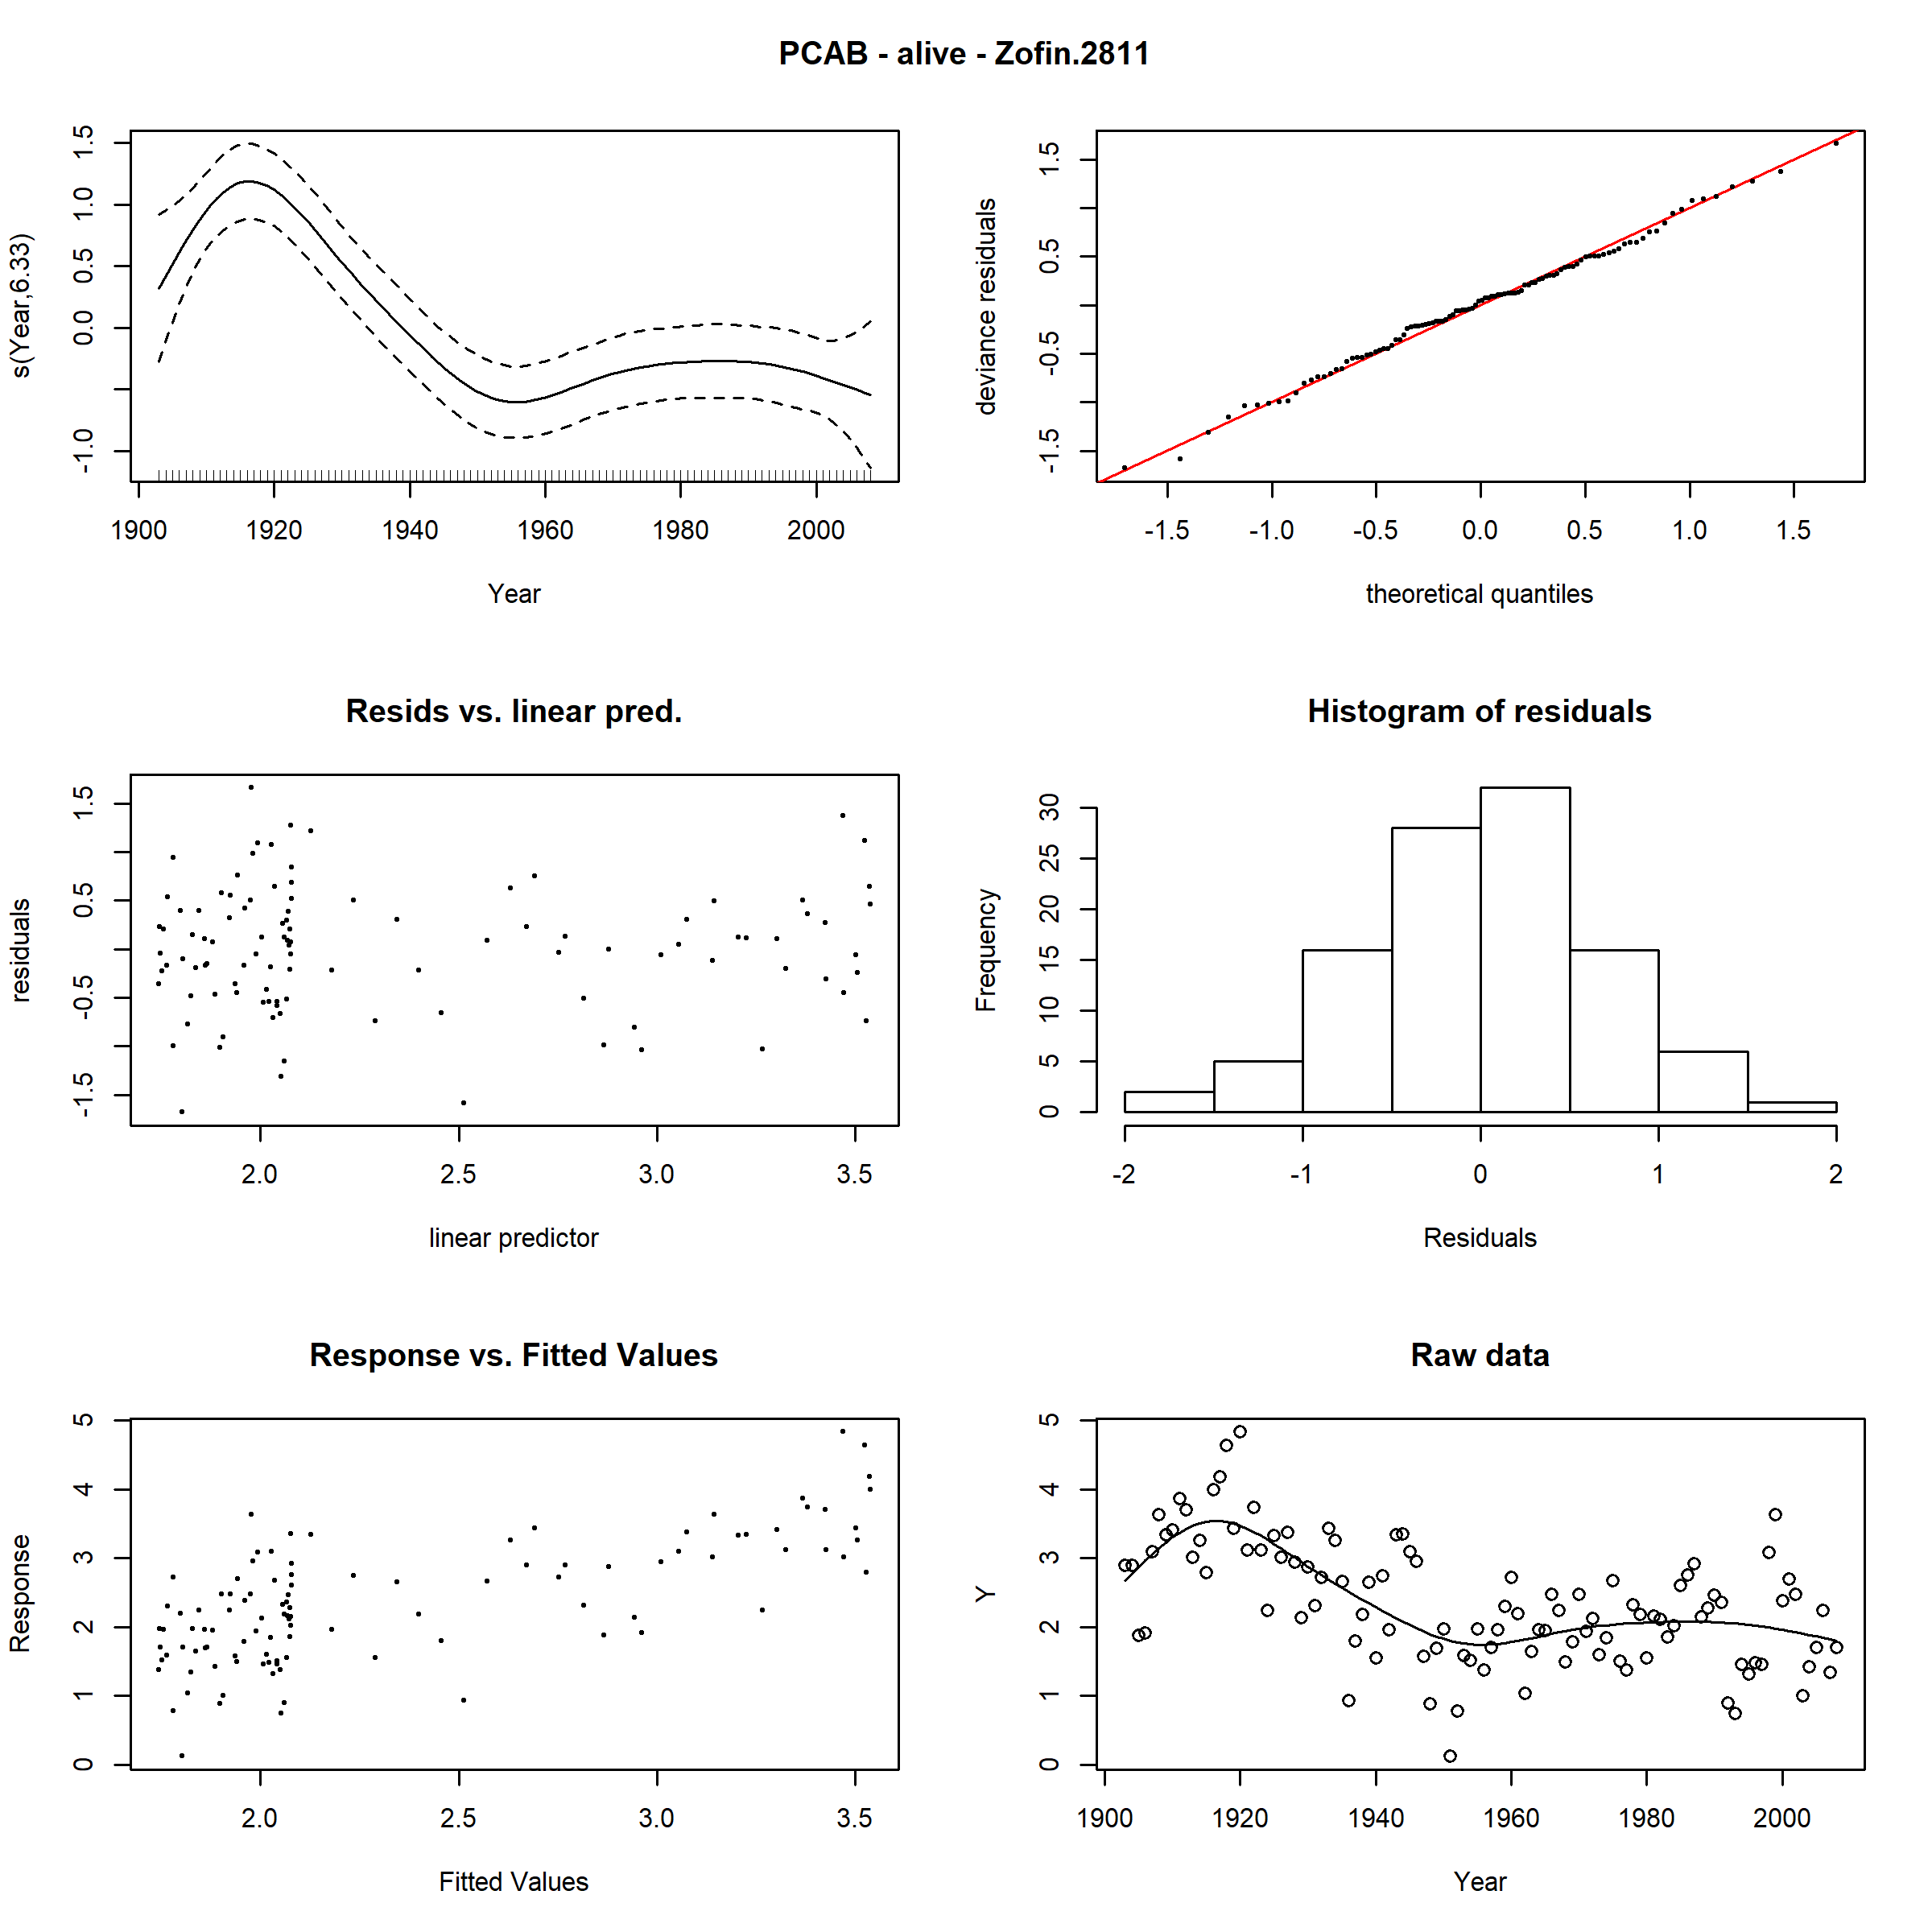 PCAB - alive - Zofin.2811
s(Year,6.33)
1.5
1.0
0.5
0.0
-1.0
1900 1920 1940 1960 1980 2000
Year
deviance residuals
1.5
0.5
-0.5
-1.5
-1.5 -1.0 -0.5 0.0 0.5 1.0 1.5
theoretical quantiles
Resids vs. linear pred.
residuals
1.5
0.5
-0.5
-1.5
2.0 2.5 3.0 3.5
linear predictor
Histogram of residuals
Frequency
30
25
20
15
10
5
0
-2 -1 0 1 2
Residuals
Response vs. Fitted Values
Response
5
4
3
2
1
0
2.0 2.5 3.0 3.5
Fitted Values
Raw data
Y
5
4
3
2
1
0
1900 1920 1940 1960 1980 2000
Year